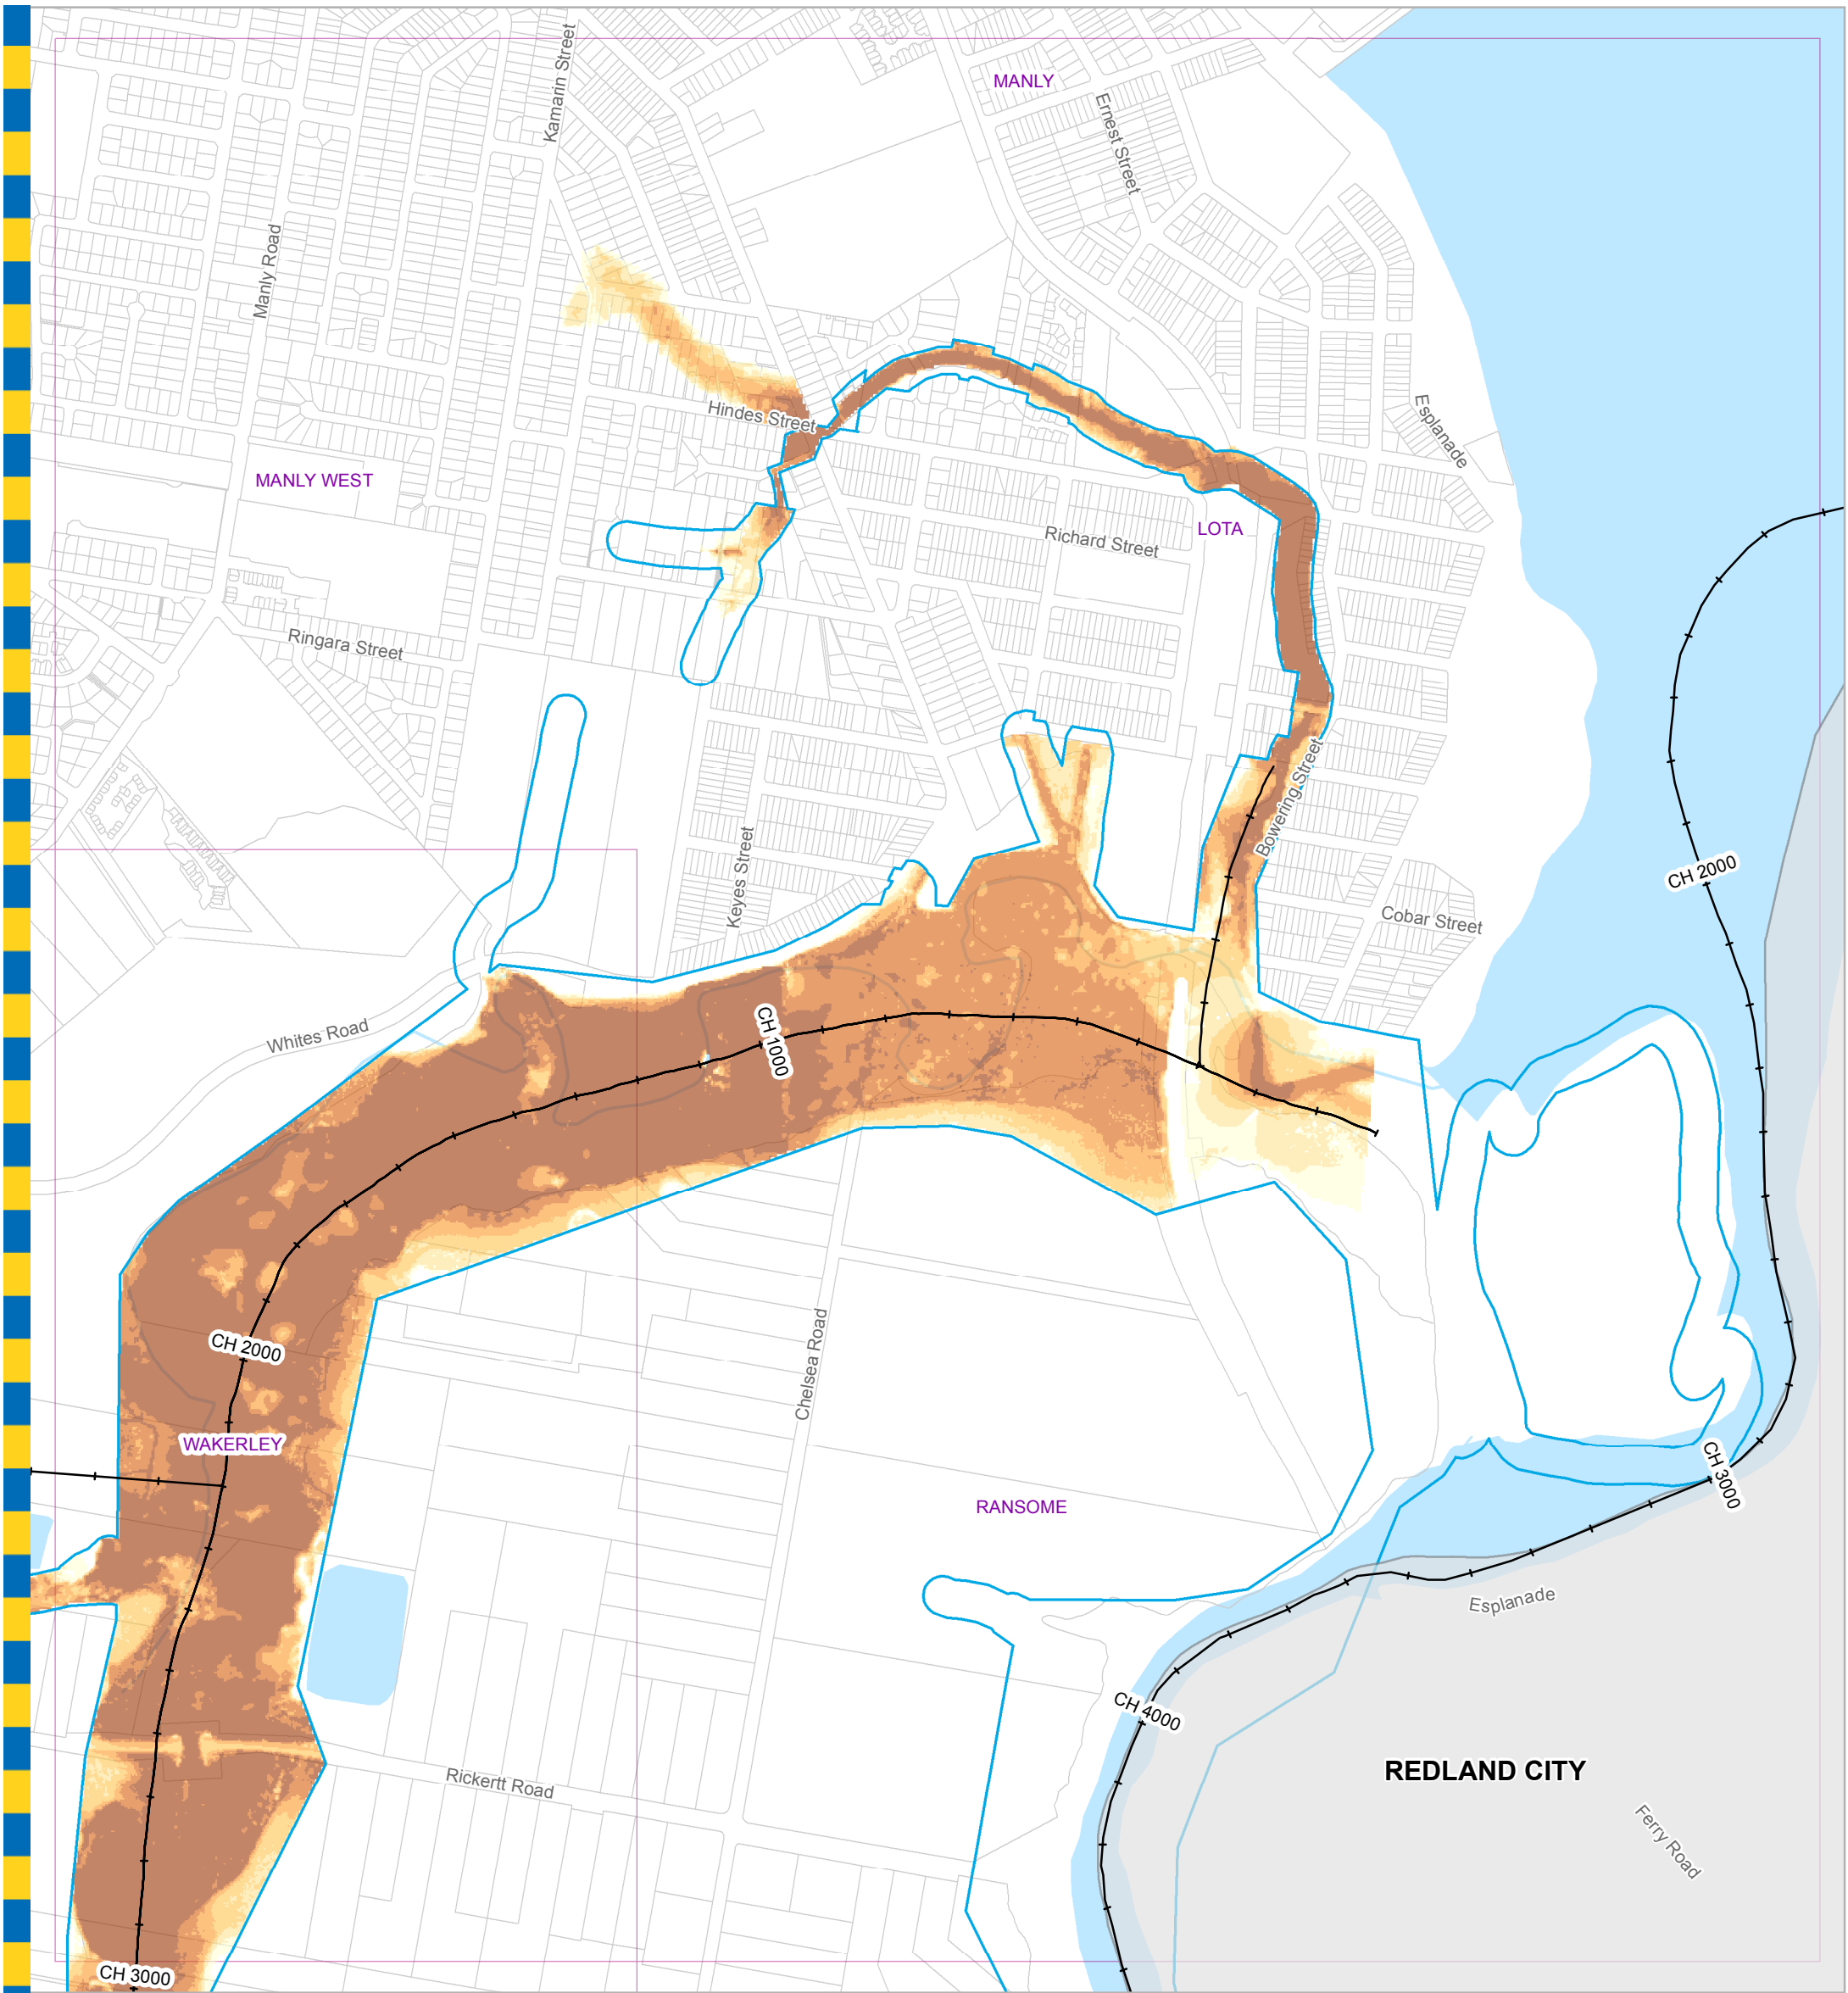 Kamarin Street
MANLY
Ernest Street
Manly Road
Hindes Street
Esplanade
MANLY WEST
Richard Street
LOTA
Ringara Street
Bowering Street
Keyes Street
CH 2000
Cobar Street
Whites Road
CH 1000
CH 2000
Chelsea Road
WAKERLEY
CH 3000
RANSOME
Esplanade
CH 4000
REDLAND CITY
Rickertt Road
Ferry Road
CH 3000